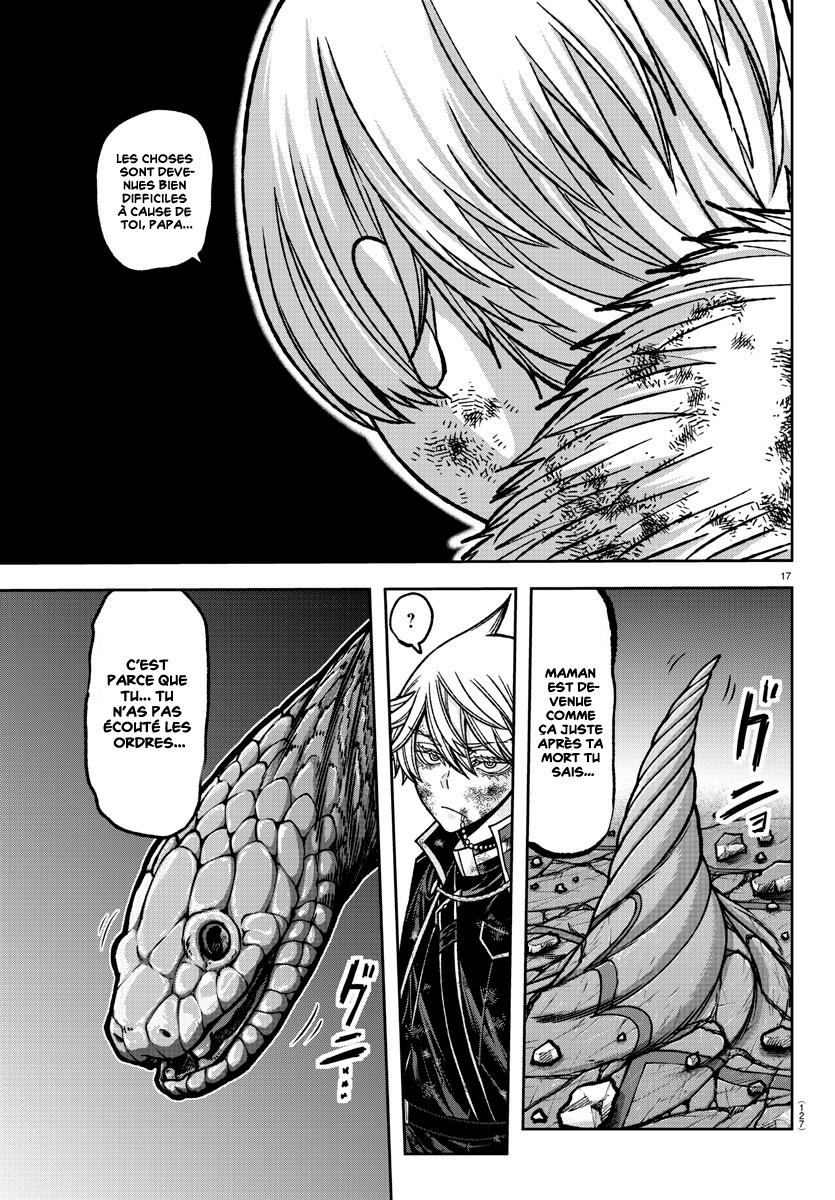 LES CHOSES
SONT DEVE-
NUES BIEN
DIFFICILES
À CAUSE DE
TOI, PAPA...
17
MAMAN
EST DE-
VENUE
COMME
ÇA JUSTE
APRÈS TA
MORT TU
SAIS...
グニョ
?
C'EST
PARCE QUE
TU... TU
N'AS PAS
ÉCOUTÉ LES
ORDRES...
グニ...
(127)